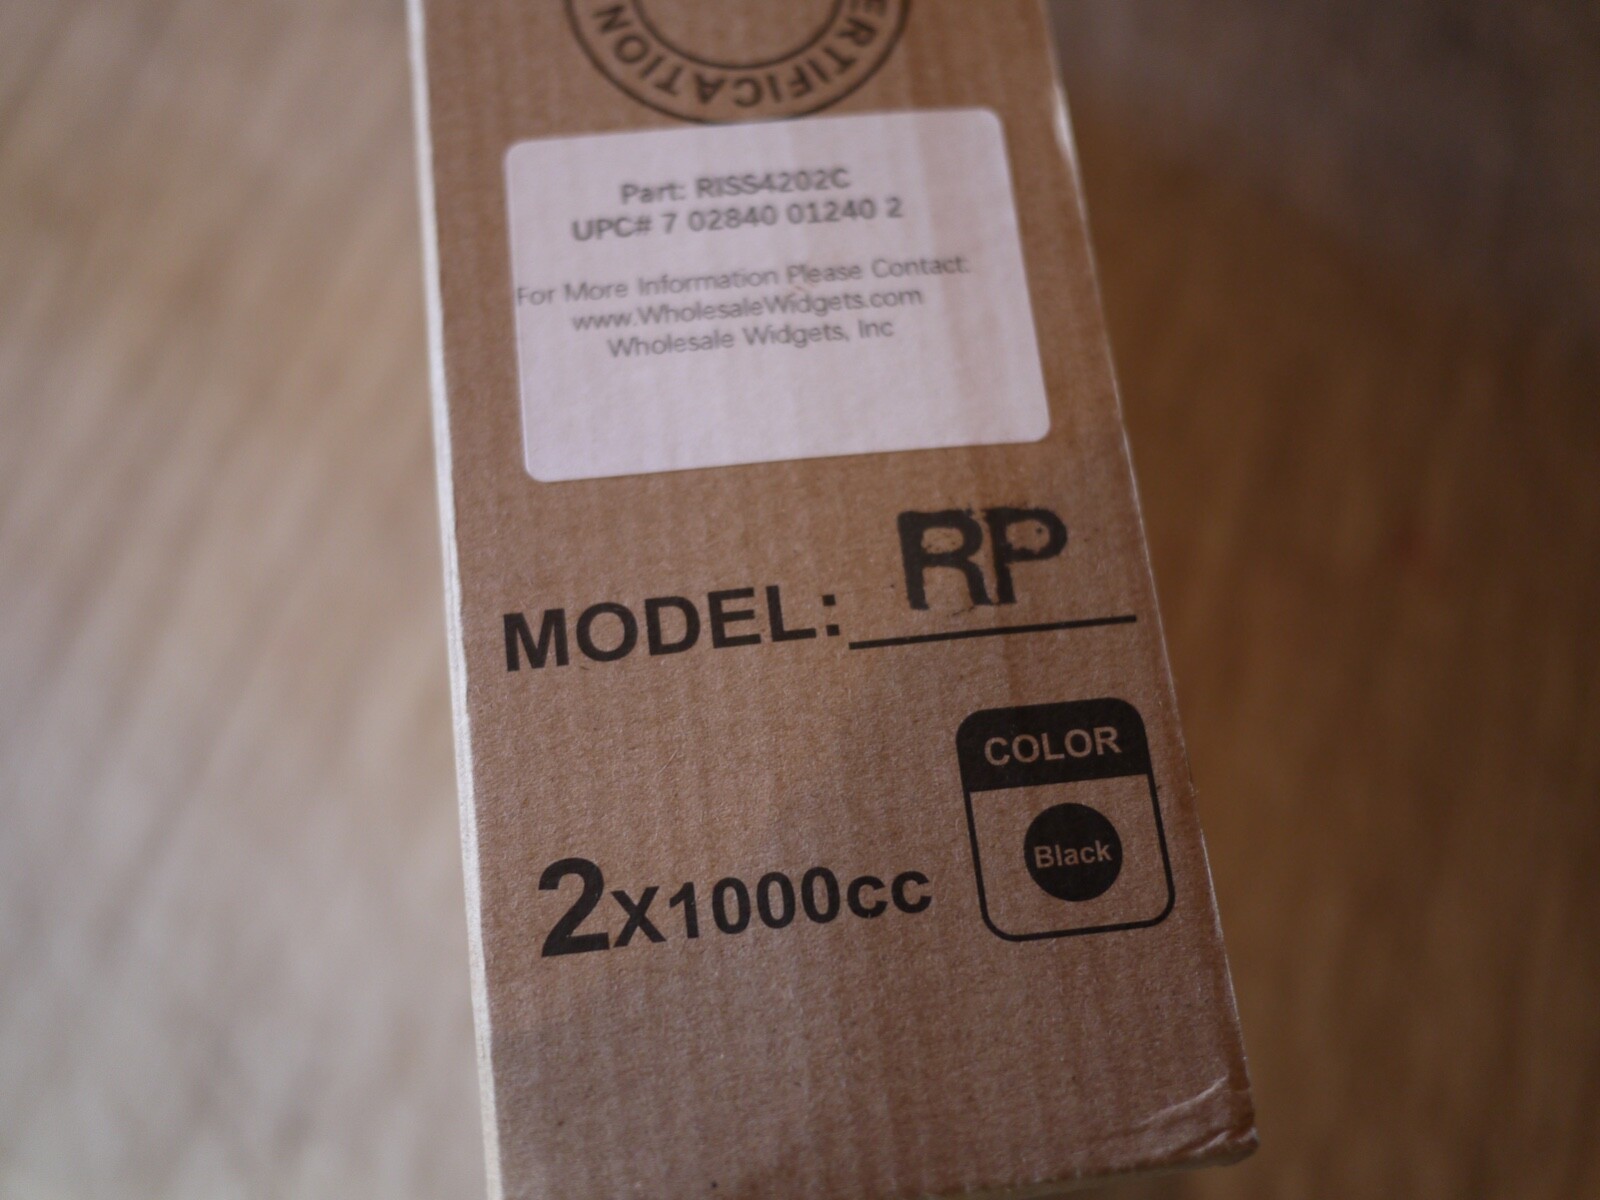 ERTIFICATION
Part: RISS4202C
UPC# 7 02840 01240 2
For More Information Please Contact:
www.WholesaleWidgets.com
Wholesale Widgets, Inc
MODEL: RP
COLOR
Black
2x1000cc